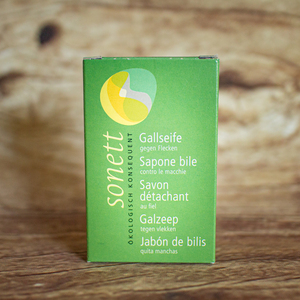 sonett
ÖKOLOGISCH KONSEQUENT
Gallseife
gegen Flecken
Sapone bile
contro le macchie
Savon
détachant
au fiel
Galzeep
tegen vlekken
Jabón de bilis
quita manchas